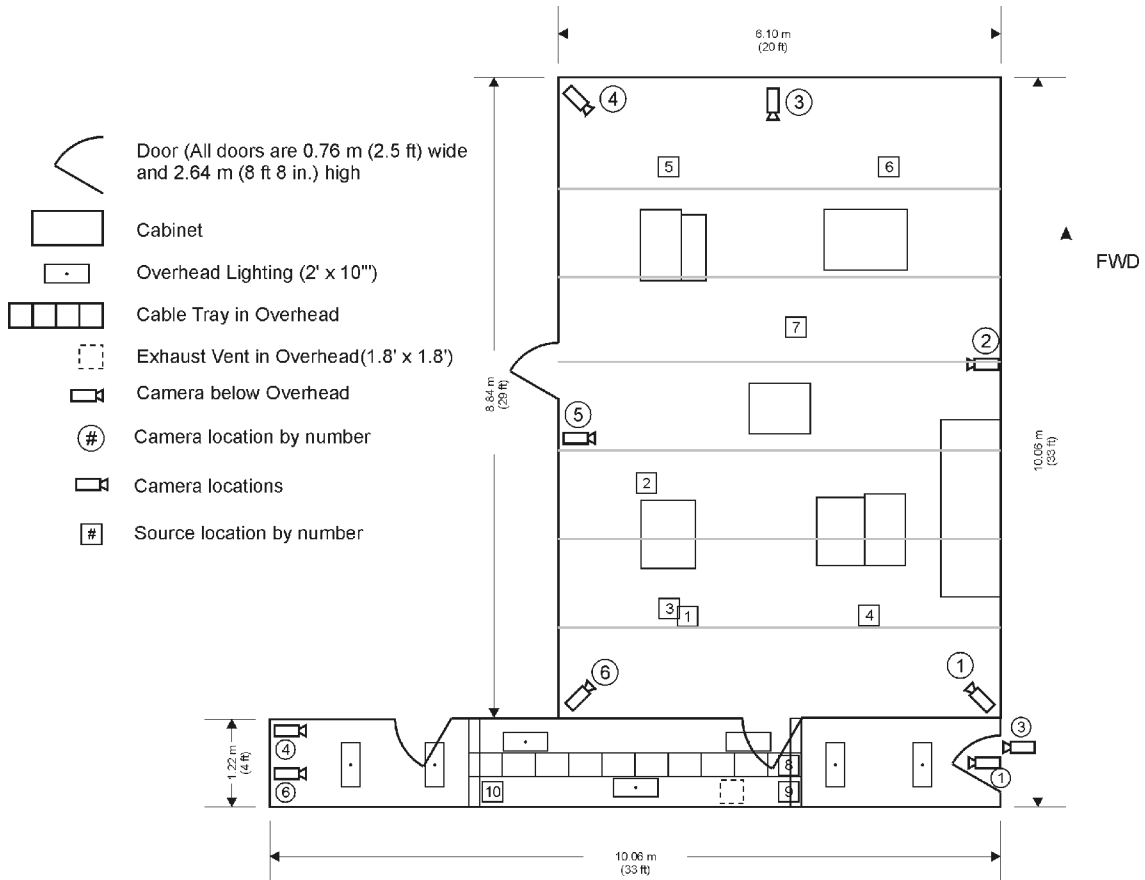 6.10 m
(20 ft)
4
3
Door (All doors are 0.76 m (2.5 ft) wide
and 2.64 m (8 ft 8 in.) high
5
6
Cabinet
FWD
Overhead Lighting (2' x 10''')
Cable Tray in Overhead
7
Exhaust Vent in Overhead(1.8' x 1.8')
2
8.84 m
(29 ft)
Camera below Overhead
5
# Camera location by number
10.06 m
(33 ft)
Camera locations
2
# Source location by number
3
1
4
6
1
4
3
1.22 m
(4 ft)
8
6
10
9
1
10.06 m
(33 ft)